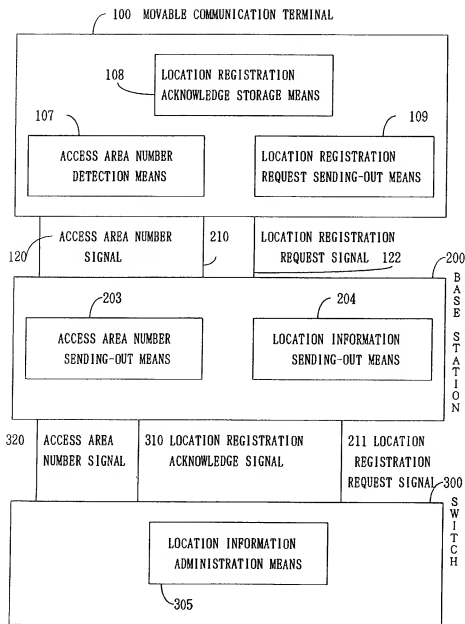 100 MOVABLE COMMUNICATION TERMINAL
108
LOCATION REGISTRATION
ACKNOWLEDGE STORAGE MEANS
107
109
ACCESS AREA NUMBER
DETECTION MEANS
LOCATION REGISTRATION
REQUEST SENDING-OUT MEANS
120
ACCESS AREA NUMBER
SIGNAL
210
LOCATION REGISTRATION
REQUEST SIGNAL 122
200
BASE STATION
203
ACCESS AREA NUMBER
SENDING-OUT MEANS
204
LOCATION INFORMATION
SENDING-OUT MEANS
320
ACCESS AREA
NUMBER SIGNAL
310 LOCATION REGISTRATION
ACKNOWLEDGE SIGNAL
211 LOCATION
REGISTRATION
REQUEST SIGNAL
300
SWITCH
LOCATION INFORMATION
ADMINISTRATION MEANS
305